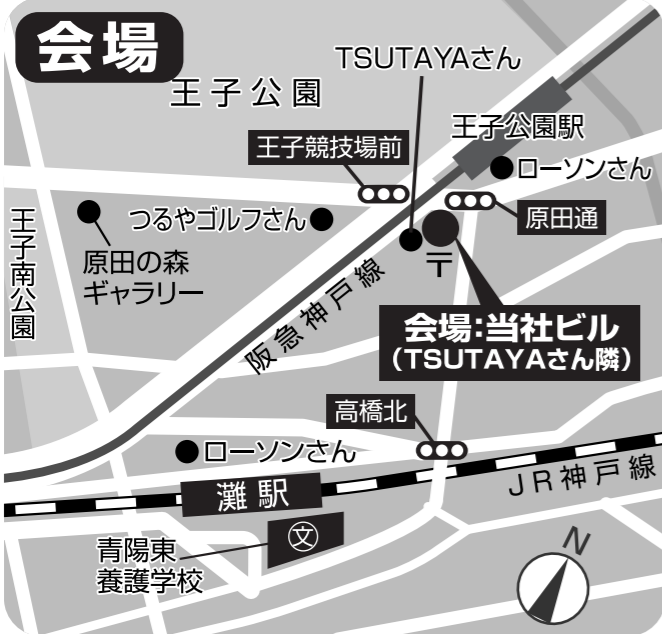 会場
TSUTAYAさん
王子公園
王子公園駅
王子競技場前
ローソンさん
王子南公園
つるやゴルフさん
原田通
原田の森
ギャラリー
〒
阪急神戸線
会場:当社ビル
(TSUTAYAさん隣)
高橋北
ローソンさん
灘駅
JR神戸線
文
青陽東
養護学校
N